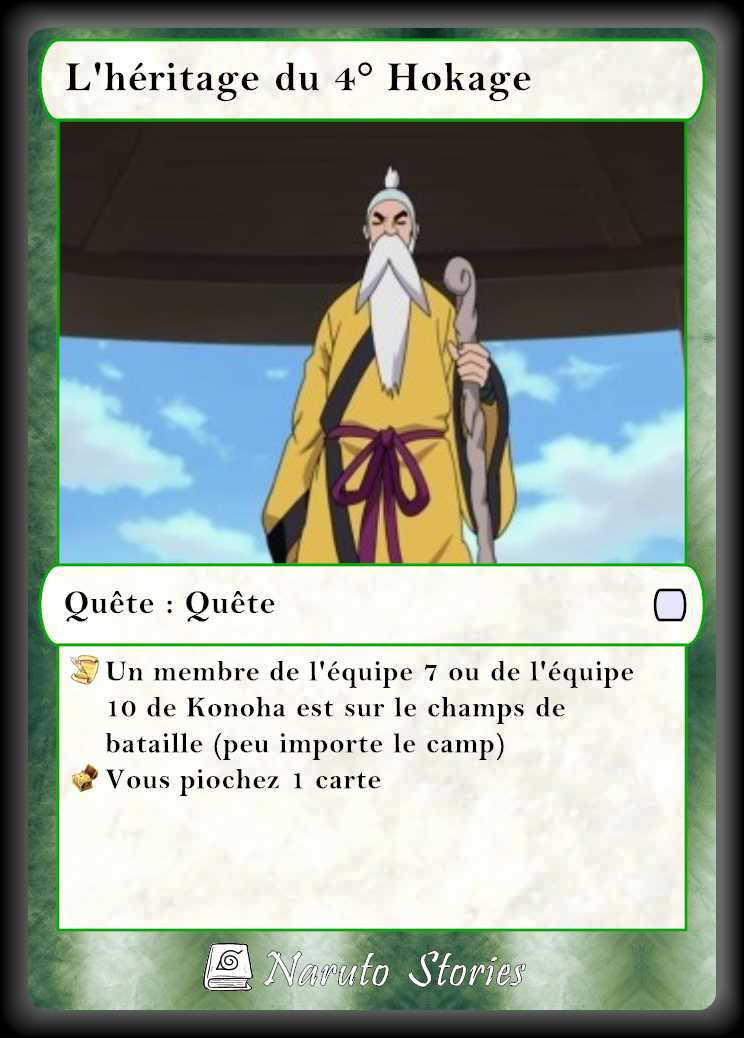 L'héritage du 4° Hokage
Quête : Quête
Un membre de l'équipe 7 ou de l'équipe
10 de Konoha est sur le champs de
bataille (peu importe le camp)
Vous piochez 1 carte
Naruto Stories